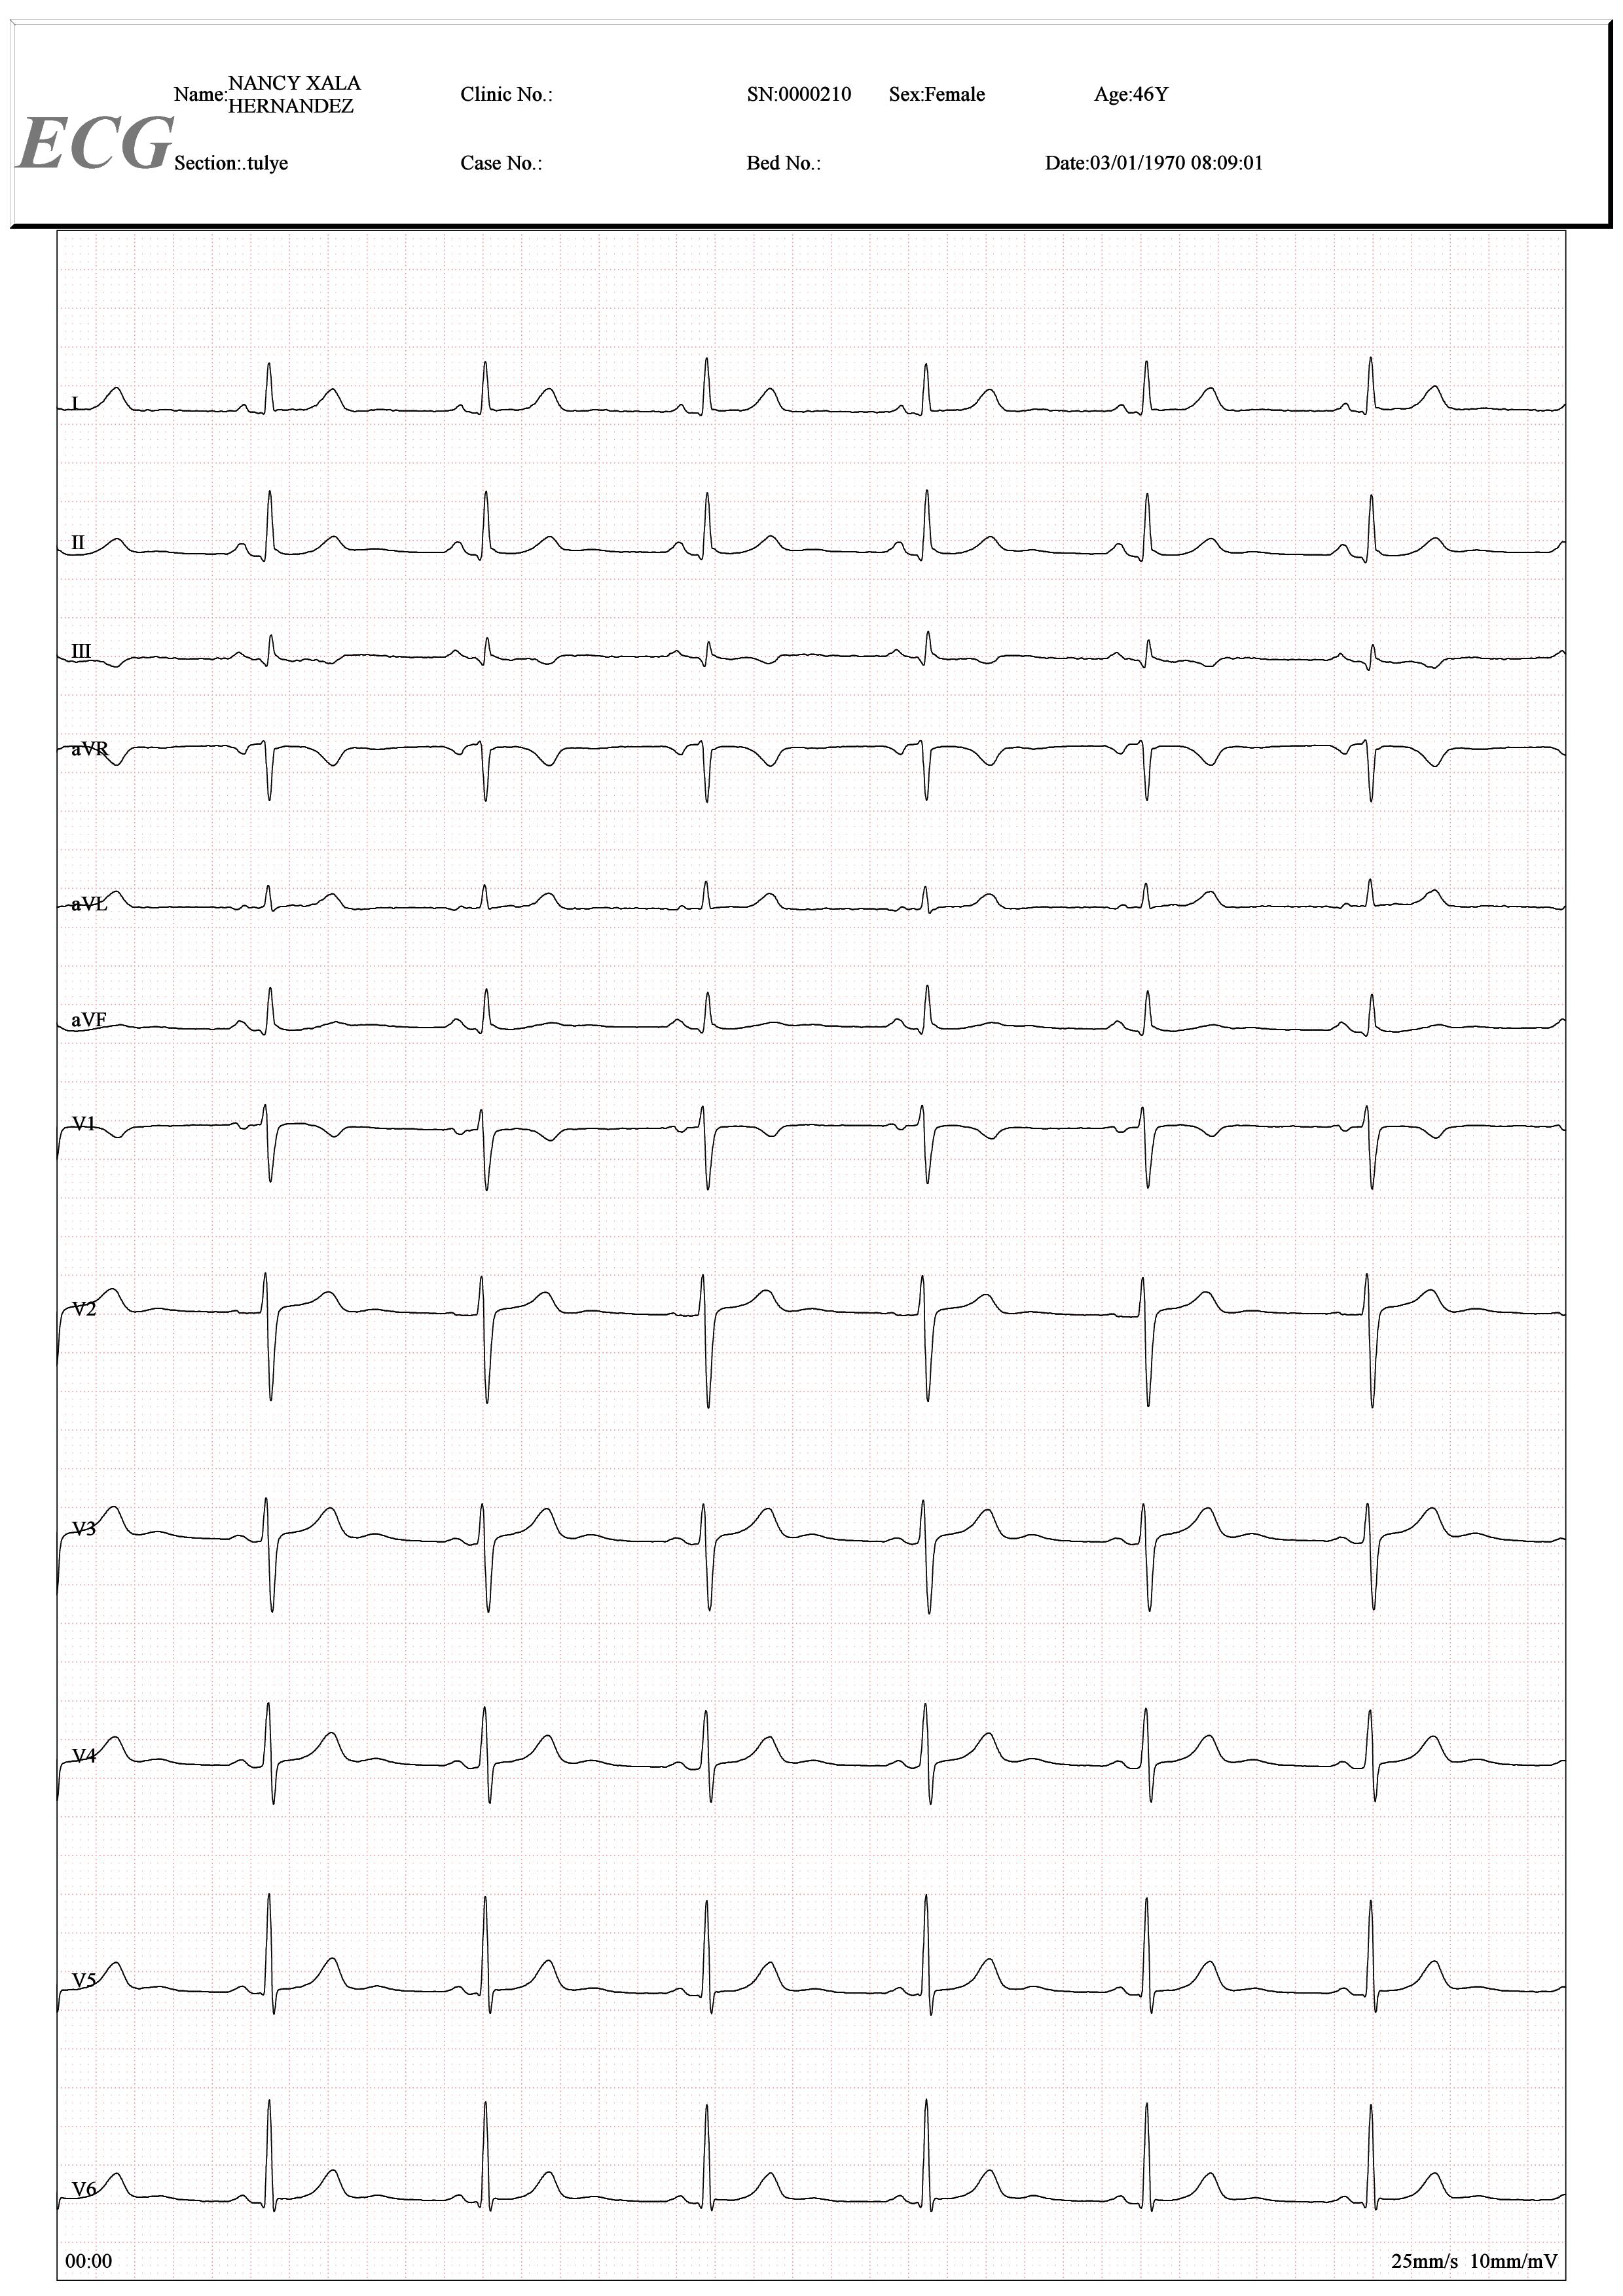 ECG
Name:NANCY XALA HERNANDEZ Clinic No.: SN:0000210 Sex:Female Age:46Y
Section:.tulye Case No.: Bed No.: Date:03/01/1970 08:09:01
I
II
III
aVR
aVL
aVF
V1
V2
V3
V4
V5
V6
00:00 25mm/s 10mm/mV